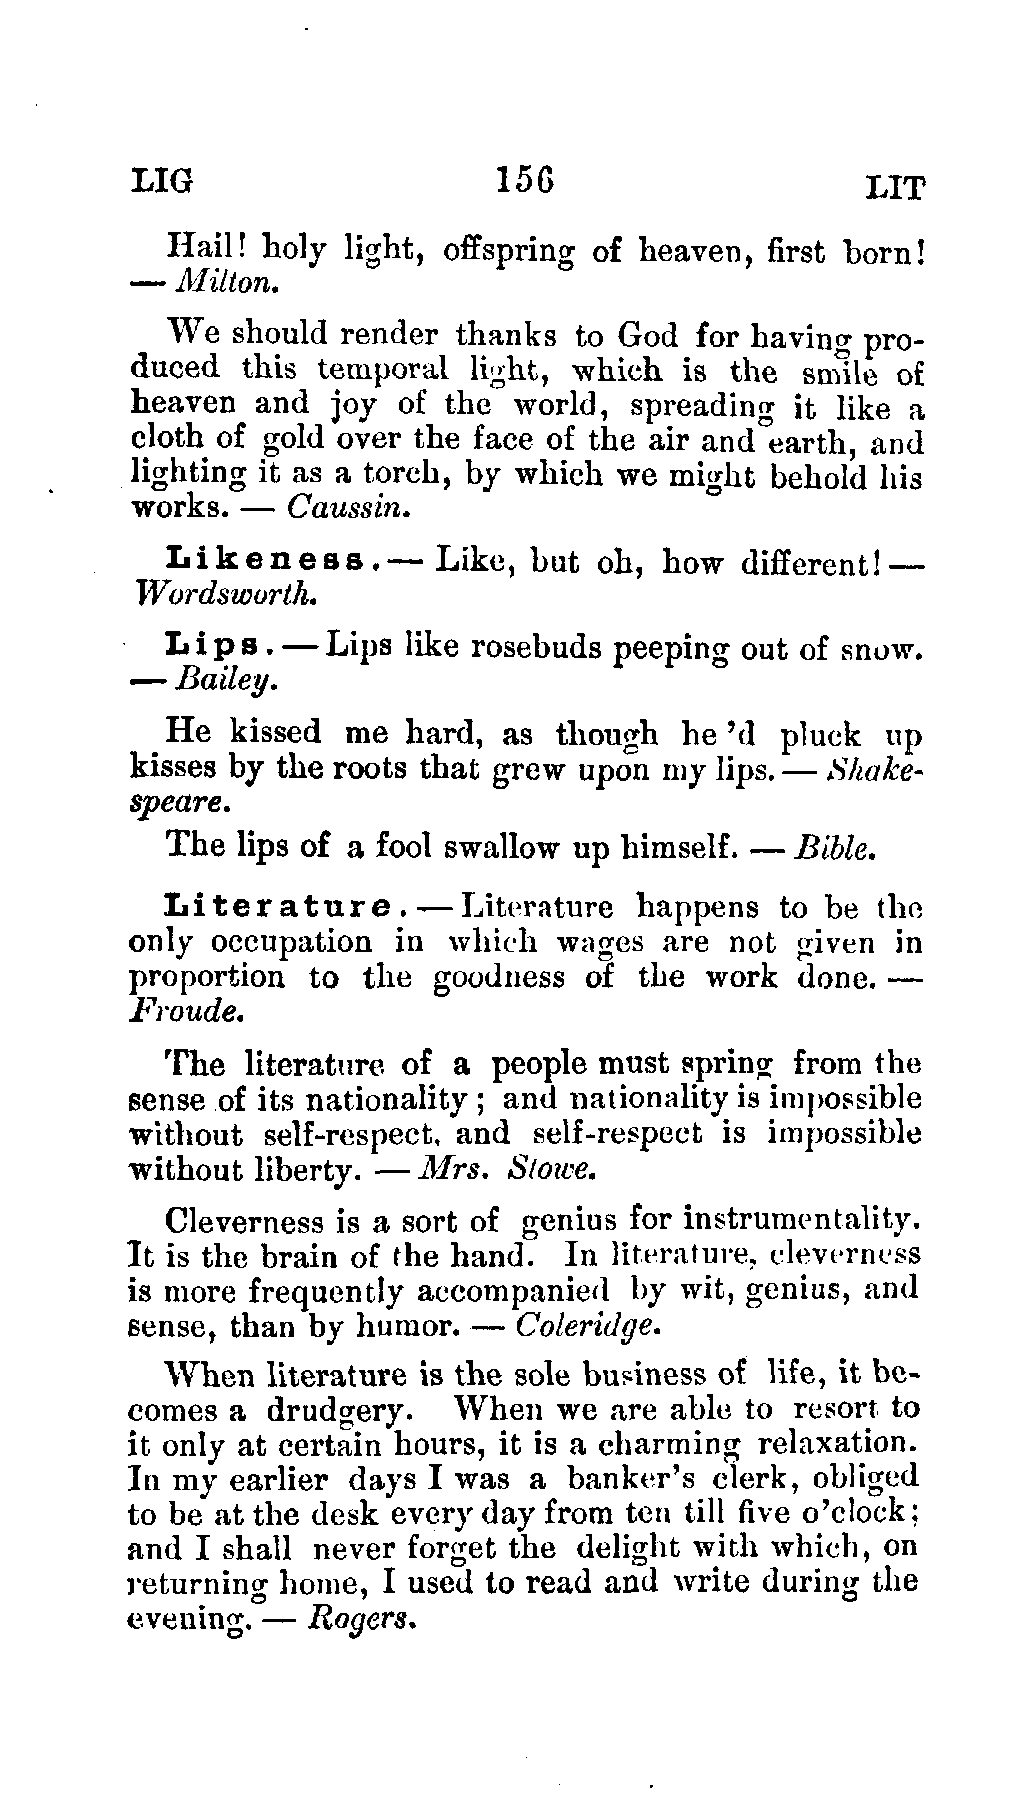 LIG 156 LIT
Hail! holy light, offspring of heaven, first born!
— Milton.
We should render thanks to God for having pro-
duced this temporal light, which is the smile of
heaven and joy of the world, spreading it like a
cloth of gold over the face of the air and earth, and
lighting it as a torch, by which we might behold his
works. — Caussin.
Likeness. — Like, but oh, how different! —
Wordsworth.
Lips. — Lips like rosebuds peeping out of snow.
— Bailey.
He kissed me hard, as though he 'd pluck up
kisses by the roots that grew upon my lips. — Shake-
speare.
The lips of a fool swallow up himself. — Bible.
Literature. — Literature happens to be the
only occupation in which wages are not given in
proportion to the goodness of the work done. —
Froude.
The literature of a people must spring from the
sense of its nationality; and nationality is impossible
without self-respect, and self-respect is impossible
without liberty. — Mrs. Stowe.
Cleverness is a sort of genius for instrumentality.
It is the brain of the hand. In literature, cleverness
is more frequently accompanied by wit, genius, and
sense, than by humor. — Coleridge.
When literature is the sole business of life, it be-
comes a drudgery. When we are able to resort to
it only at certain hours, it is a charming relaxation.
In my earlier days I was a banker's clerk, obliged
to be at the desk every day from ten till five o'clock;
and I shall never forget the delight with which, on
returning home, I used to read and write during the
evening. — Rogers.